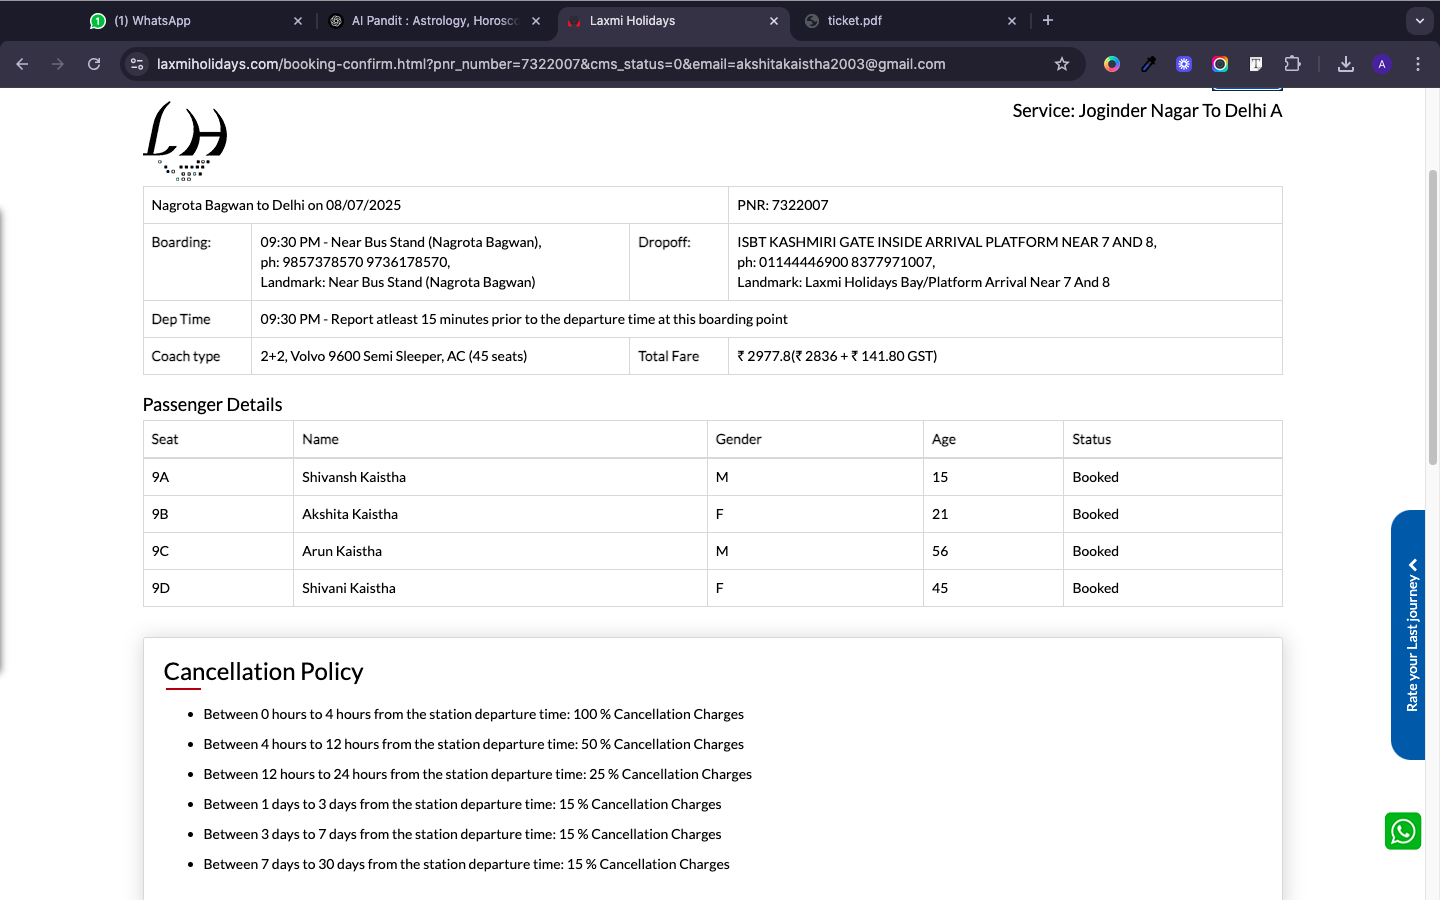 (1) WhatsApp
AI Pandit : Astrology, Horosco
Laxmi Holidays
ticket.pdf
laxmiholidays.com/booking-confirm.html?pnr_number=7322007&cms_status=0&email=akshitakaistha2003@gmail.com
A
LH
Service: Joginder Nagar To Delhi A
Nagrota Bagwan to Delhi on 08/07/2025 PNR: 7322007
Boarding: 09:30 PM - Near Bus Stand (Nagrota Bagwan), Dropoff: ISBT KASHMIRI GATE INSIDE ARRIVAL PLATFORM NEAR 7 AND 8,
ph: 9857378570 9736178570, ph: 01144446900 8377971007,
Landmark: Near Bus Stand (Nagrota Bagwan) Landmark: Laxmi Holidays Bay/Platform Arrival Near 7 And 8
Dep Time 09:30 PM - Report atleast 15 minutes prior to the departure time at this boarding point
Coach type 2+2, Volvo 9600 Semi Sleeper, AC (45 seats) Total Fare ₹ 2977.8(₹ 2836 + ₹ 141.80 GST)
Passenger Details
Seat Name Gender Age Status
9A Shivansh Kaistha M 15 Booked
9B Akshita Kaistha F 21 Booked
9C Arun Kaistha M 56 Booked
9D Shivani Kaistha F 45 Booked
Cancellation Policy
• Between 0 hours to 4 hours from the station departure time: 100 % Cancellation Charges
• Between 4 hours to 12 hours from the station departure time: 50 % Cancellation Charges
• Between 12 hours to 24 hours from the station departure time: 25 % Cancellation Charges
• Between 1 days to 3 days from the station departure time: 15 % Cancellation Charges
• Between 3 days to 7 days from the station departure time: 15 % Cancellation Charges
• Between 7 days to 30 days from the station departure time: 15 % Cancellation Charges
Rate your Last journey